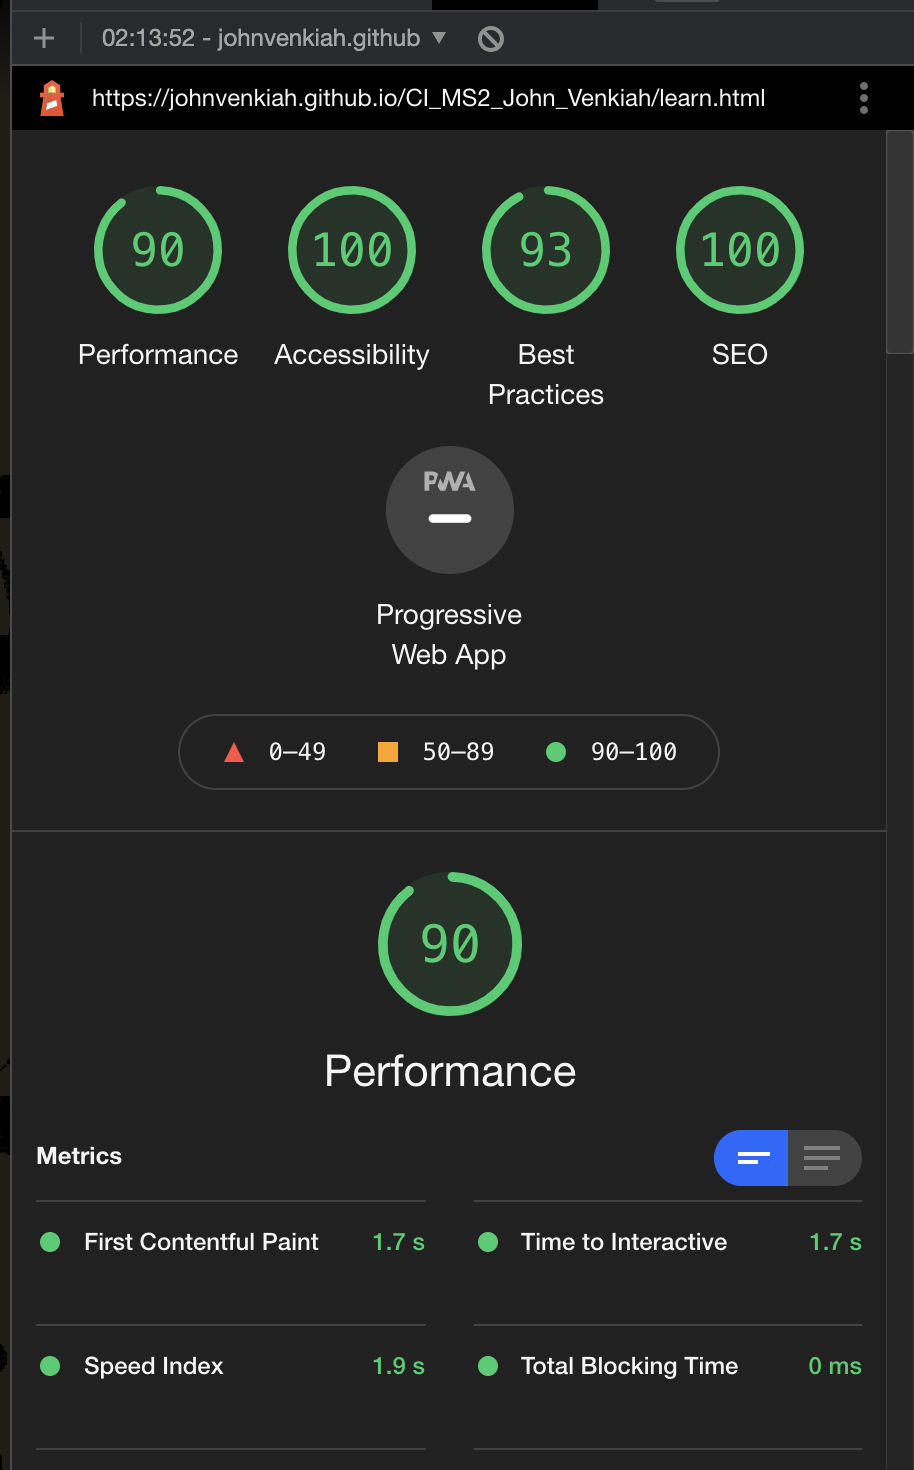 02:13:52 - johnvenkiah.github
https://johnvenkiah.github.io/CI_MS2_John_Venkiah/learn.html
90 100 93 100
Performance Accessibility Best Practices SEO
PWA
Progressive
Web App
0–49 50–89 90–100
90
Performance
Metrics
First Contentful Paint 1.7 s Time to Interactive 1.7 s
Speed Index 1.9 s Total Blocking Time 0 ms